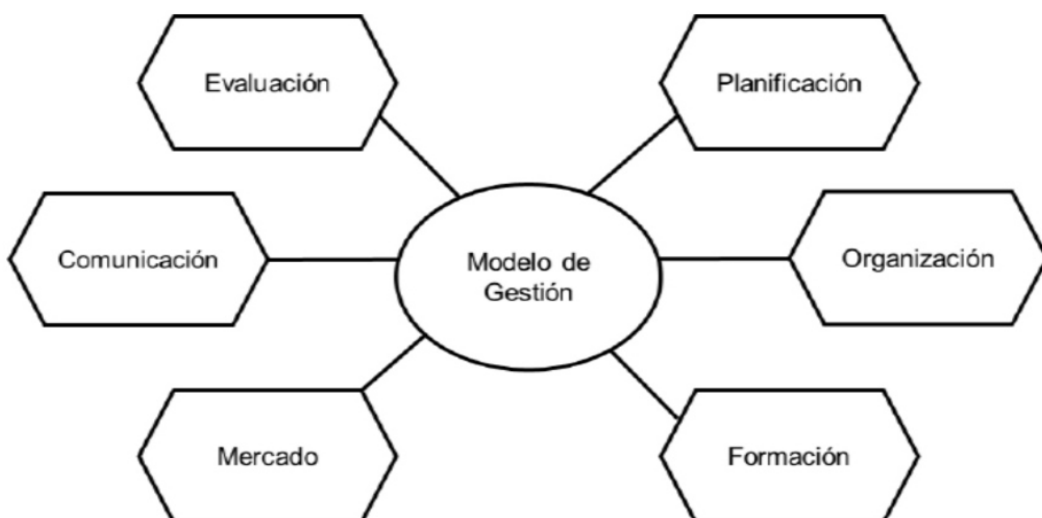 Evaluación
Planificación
Comunicación
Modelo de
Gestión
Organización
Mercado
Formación